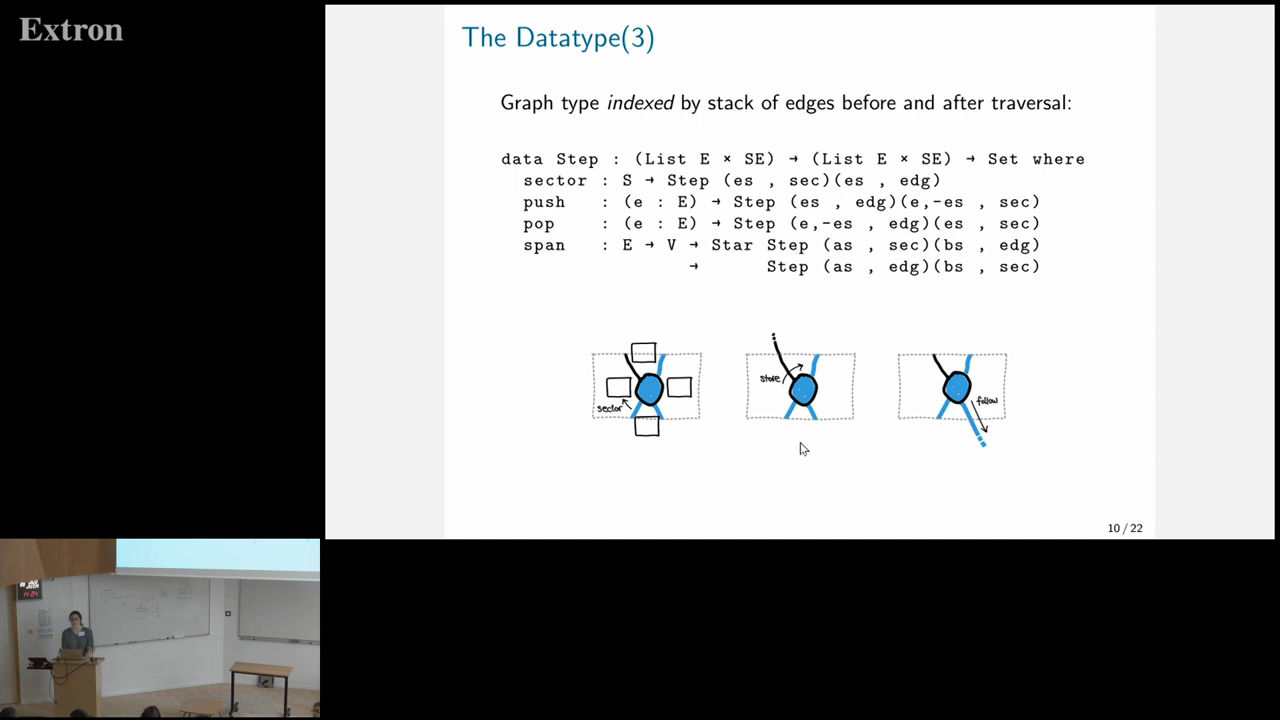 Extron
The Datatype(3)
Graph type indexed by stack of edges before and after traversal:
data Step : (List E × SE) → (List E × SE) → Set where
sector : S → Step (es , sec)(es , edg)
push : (e : E) → Step (es , edg)(e,-es , sec)
pop : (e : E) → Step (e,-es , edg)(es , sec)
span : E → V → Star Step (as , sec)(bs , edg)
→ Step (as , edg)(bs , sec)
sector
store
follow
10 / 22